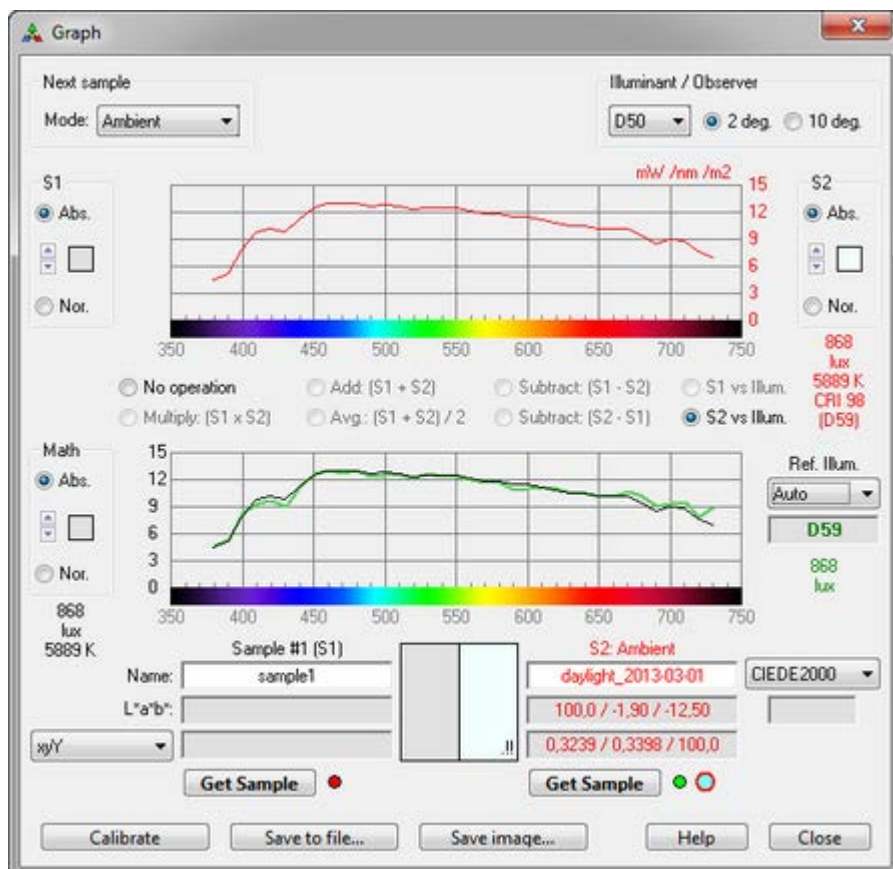 Graph
Next sample
Mode: Ambient
Illuminant / Observer
D50 2 deg. 10 deg.
S1
Abs.
Nor.
mW /nm /m2
15
12
9
6
3
0
350 400 450 500 550 600 650 700 750
S2
Abs.
Nor.
868
lux
5889 K
CRI 98
(D59)
No operation Add: (S1 + S2) Subtract: (S1 - S2) S1 vs Illum.
Multiply: (S1 x S2) Avg.: (S1 + S2) / 2 Subtract: (S2 - S1) S2 vs Illum.
Math
Abs.
Nor.
868
lux
5889 K
15
12
9
6
3
0
350 400 450 500 550 600 650 700 750
Ref. Illum.
Auto
D59
868
lux
Sample #1 (S1) S2: Ambient
Name: sample1 daylight_2013-03-01 CIEDE2000
L*a*b*: 100,0 / -1,90 / -12,50
xyY .!! 0,3239 / 0,3398 / 100,0
Get Sample Get Sample
Calibrate Save to file... Save image... Help Close